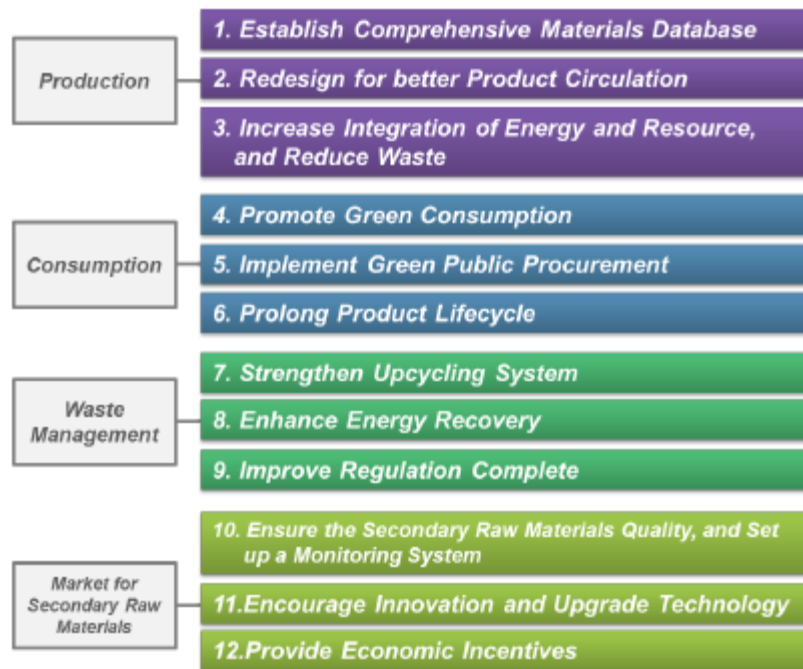 Production
1. Establish Comprehensive Materials Database
2. Redesign for better Product Circulation
3. Increase Integration of Energy and Resource,
and Reduce Waste
Consumption
4. Promote Green Consumption
5. Implement Green Public Procurement
6. Prolong Product Lifecycle
Waste
Management
7. Strengthen Upcycling System
8. Enhance Energy Recovery
9. Improve Regulation Complete
Market for
Secondary Raw
Materials
10. Ensure the Secondary Raw Materials Quality, and Set
up a Monitoring System
11.Encourage Innovation and Upgrade Technology
12.Provide Economic Incentives